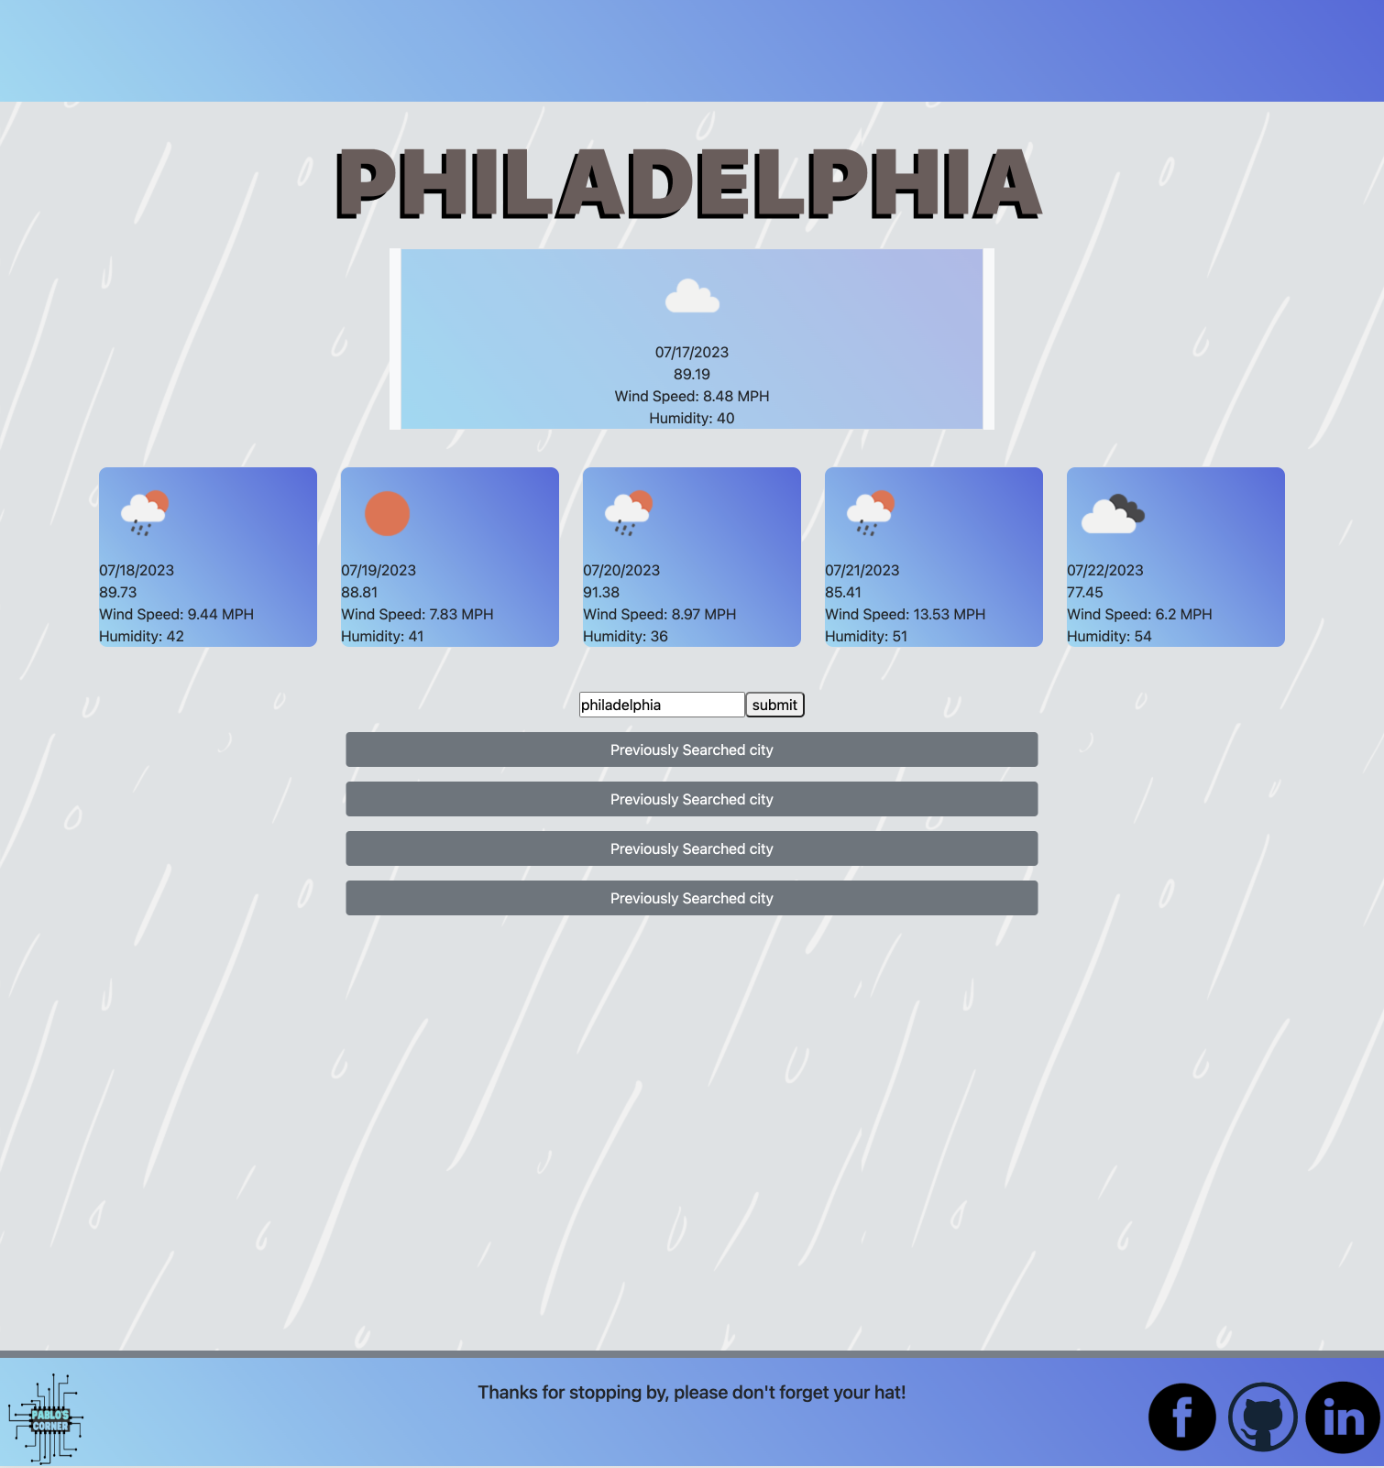 PHILADELPHIA
07/17/2023
89.19
Wind Speed: 8.48 MPH
Humidity: 40
07/18/2023
89.73
Wind Speed: 9.44 MPH
Humidity: 42
07/19/2023
88.81
Wind Speed: 7.83 MPH
Humidity: 41
07/20/2023
91.38
Wind Speed: 8.97 MPH
Humidity: 36
07/21/2023
85.41
Wind Speed: 13.53 MPH
Humidity: 51
07/22/2023
77.45
Wind Speed: 6.2 MPH
Humidity: 54
philadelphia submit
Previously Searched city
Previously Searched city
Previously Searched city
Previously Searched city
PABLO'S
CORNER
Thanks for stopping by, please don't forget your hat!
f
in